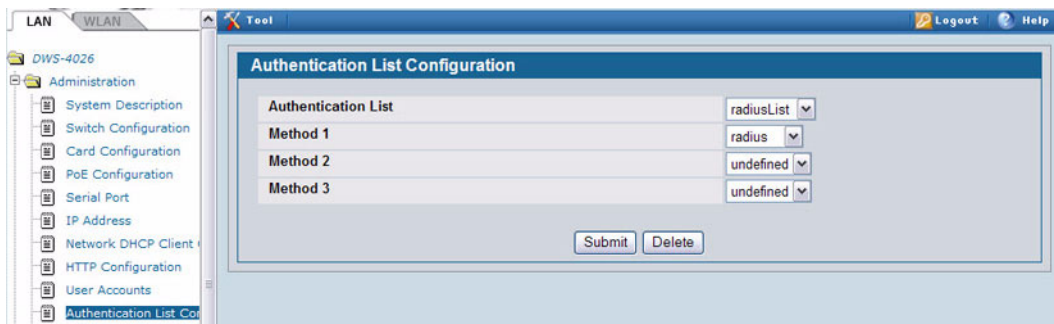 LAN
WLAN
Tool
Logout
Help
DWS-4026
Administration
System Description
Switch Configuration
Card Configuration
PoE Configuration
Serial Port
IP Address
Network DHCP Client
HTTP Configuration
User Accounts
Authentication List Cor
Authentication List Configuration
Authentication List radiusList
Method 1 radius
Method 2 undefined
Method 3 undefined
Submit Delete